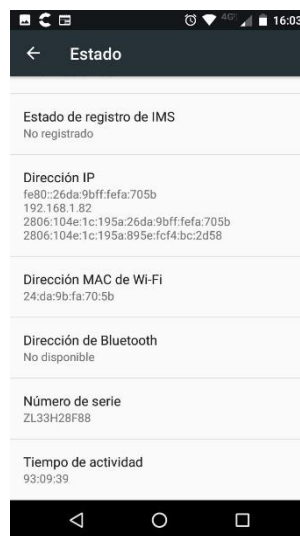 4G 16:03
Estado
Estado de registro de IMS
No registrado
Dirección IP
fe80::26da:9bff:fefa:705b
192.168.1.82
2806:104e:1c:195a:26da:9bff:fefa:705b
2806:104e:1c:195a:895e:fcf4:bc:2d58
Dirección MAC de Wi-Fi
24:da:9b:fa:70:5b
Dirección de Bluetooth
No disponible
Número de serie
ZL33H28F88
Tiempo de actividad
93:09:39